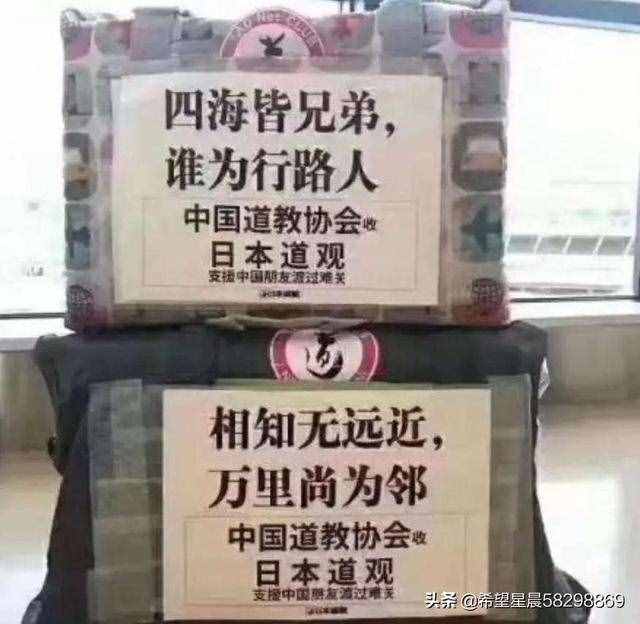 四海皆兄弟，
谁为行路人
中国道教协会收
日本道观
支援中国朋友渡过难关
道
相知无远近，
万里尚为邻
中国道教协会收
日本道观
支援中国朋友渡过难关
头条 @希望星晨58298869